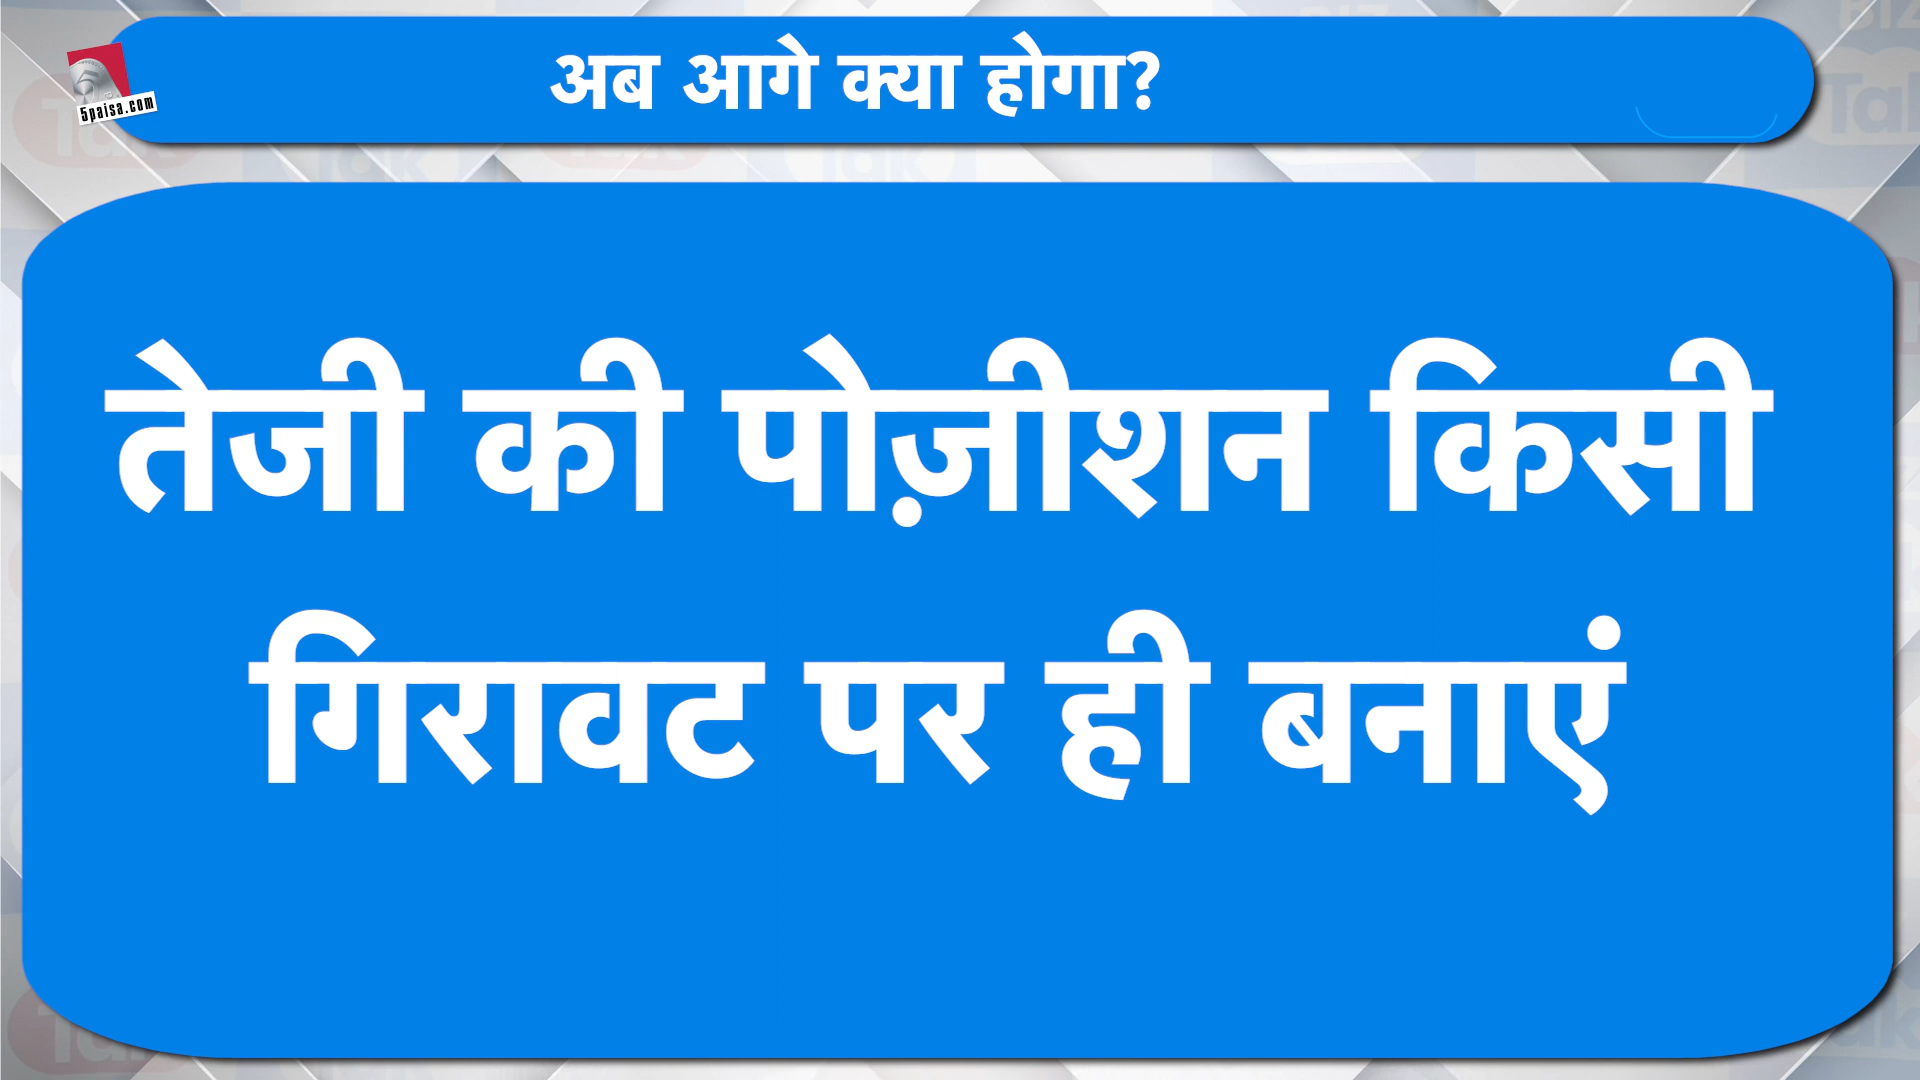 अब आगे क्या होगा?
5paisa.com
तेजी की पोज़ीशन किसी
गिरावट पर ही बनाएं